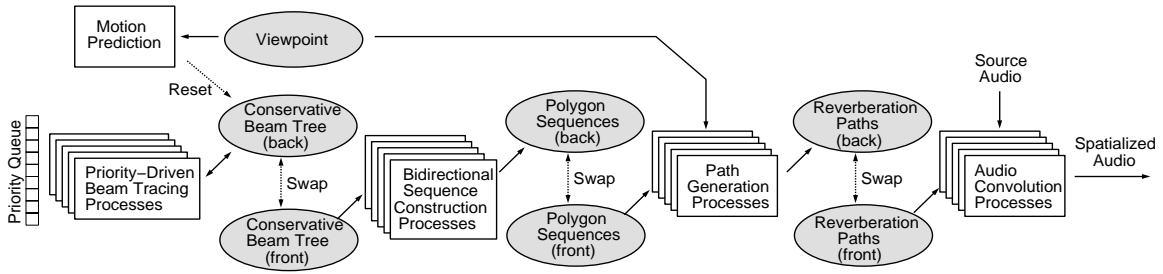 Motion
Prediction
Viewpoint
Source
Audio
Reset
Priority Queue
Priority–Driven
Beam Tracing
Processes
Conservative
Beam Tree
(back)
Swap
Conservative
Beam Tree
(front)
Bidirectional
Sequence
Construction
Processes
Polygon
Sequences
(back)
Swap
Polygon
Sequences
(front)
Path
Generation
Processes
Reverberation
Paths
(back)
Swap
Reverberation
Paths
(front)
Audio
Convolution
Processes
Spatialized
Audio